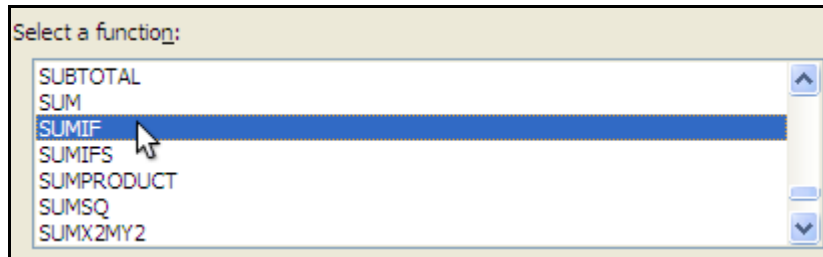 Select a function:
SUBTOTAL
SUM
SUMIF
SUMIFS
SUMPRODUCT
SUMSQ
SUMX2MY2